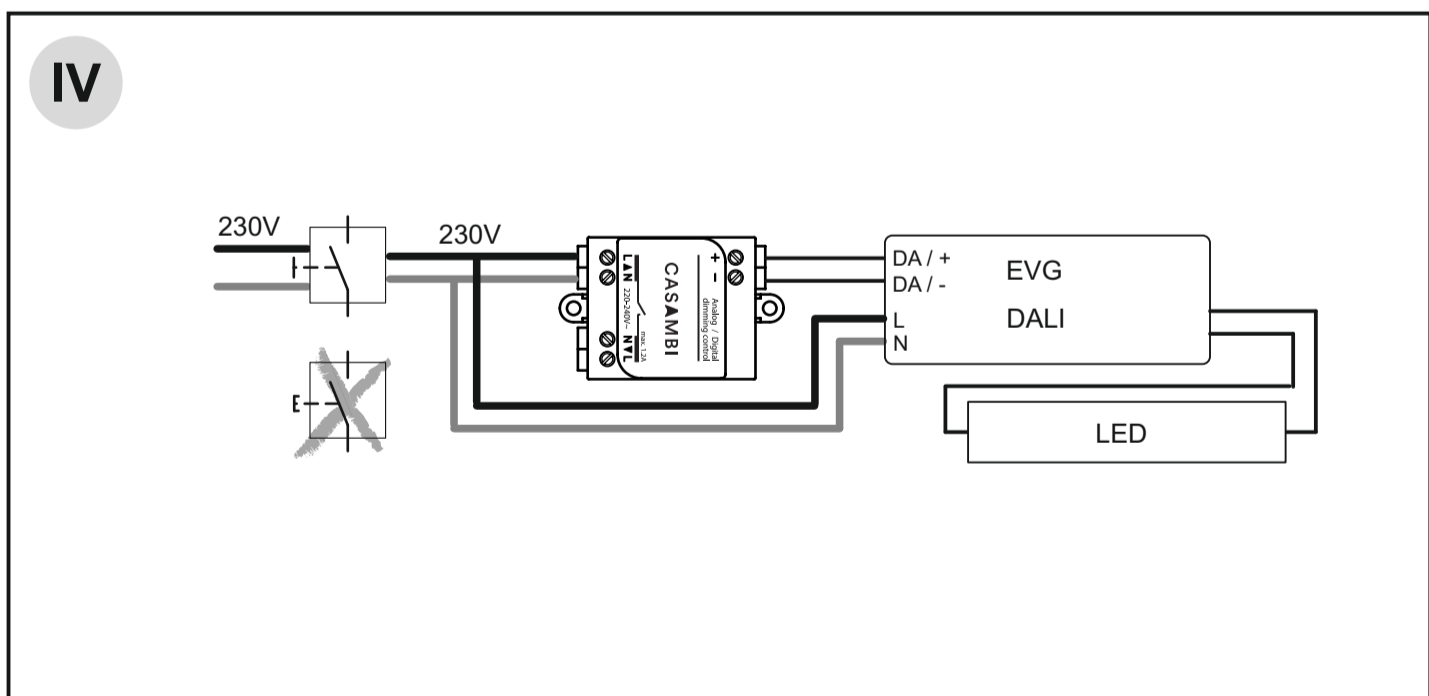 IV
230V
230V
L▲N
220-240V~
N▼L
max. 1.2A
CASAMBI
+ -
Analog / Digital
dimming control
DA / +
DA / -
L
N
EVG
DALI
LED